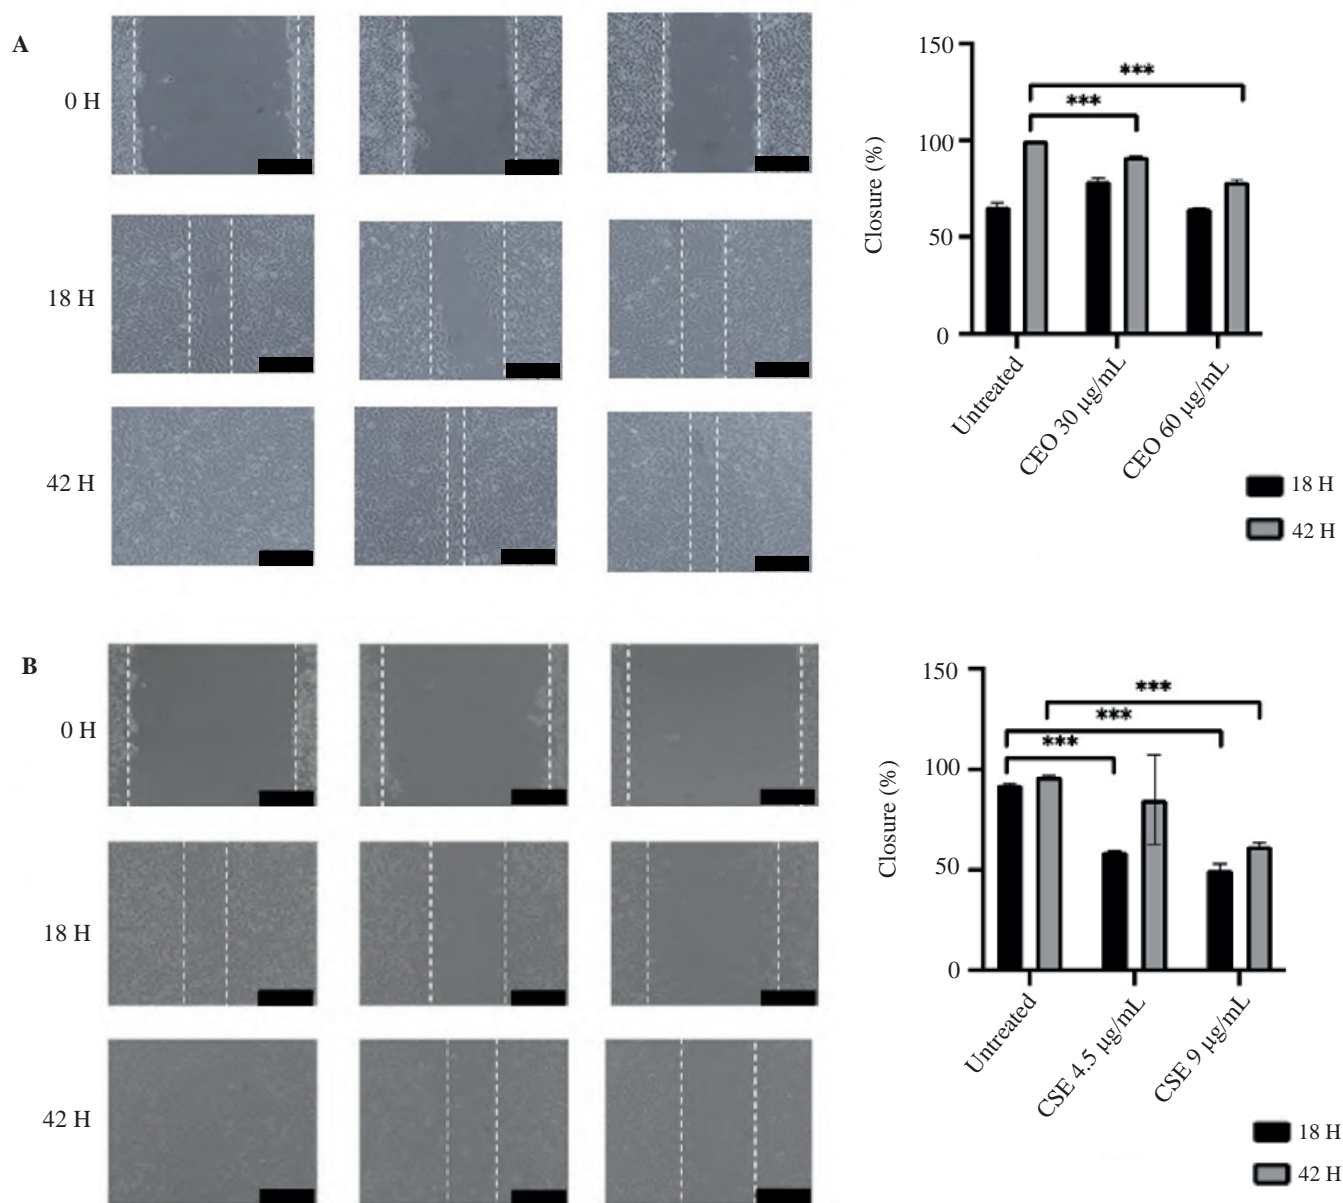 A
0 H
18 H
42 H
150
100
50
0
Closure (%)
***
***
Untreated
CEO 30 µg/mL
CEO 60 µg/mL
18 H
42 H
B
0 H
18 H
42 H
150
100
50
0
Closure (%)
***
***
***
Untreated
CSE 4.5 µg/mL
CSE 9 µg/mL
18 H
42 H